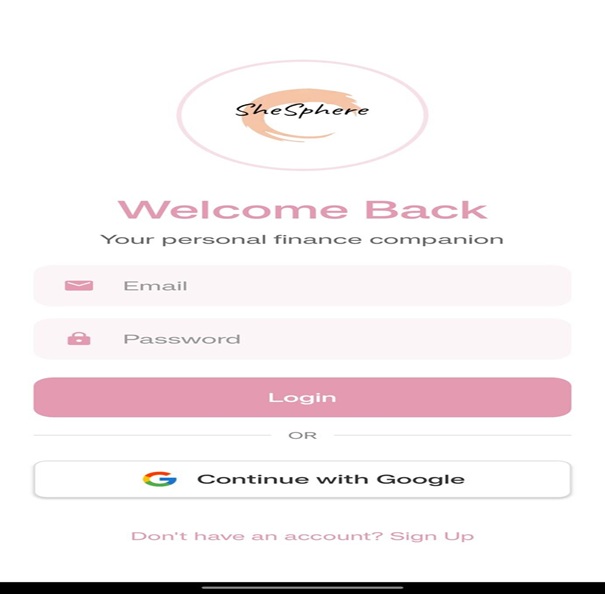 SheSphere
Welcome Back
Your personal finance companion
Email
Password
Login
OR
Continue with Google
Don't have an account? Sign Up